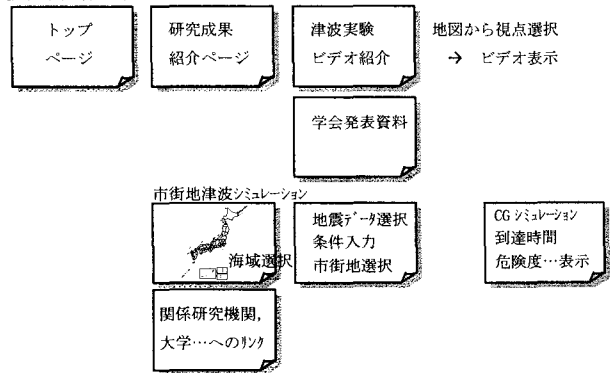 トップ
ページ
研究成果
紹介ページ
津波実験
ビデオ紹介
地図から視点選択
→ ビデオ表示
学会発表資料
市街地津波シミュレーション
海域選択
地震データ選択
条件入力
市街地選択
CGシミュレーション
到達時間
危険度…表示
関係研究機関,
大学…へのリンク